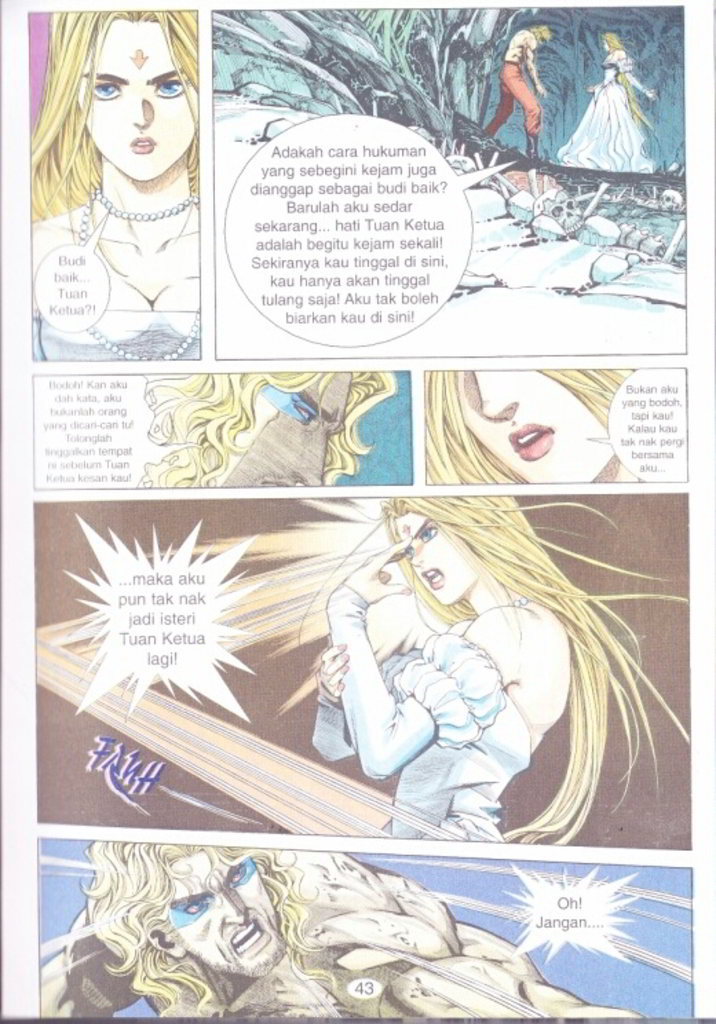 Budi
baik...
Tuan
Ketua?!
Adakah cara hukuman
yang sebegini kejam juga
dianggap sebagai budi baik?
Barulah aku sedar
sekarang... hati Tuan Ketua
adalah begitu kejam sekali!
Sekiranya kau tinggal di sini,
kau hanya akan tinggal
tulang saja! Aku tak boleh
biarkan kau di sini!
Bodoh! Kan aku
dah kata, aku
bukanlah orang
yang dicari-cari tu!
Tolonglah
tinggalkan tempat
ni sebelum Tuan
Ketua kesan kau!
Bukan aku
yang bodoh,
tapi kau!
Kalau kau
tak nak pergi
bersama
aku...
...maka aku
pun tak nak
jadi isteri
Tuan Ketua
lagi!
Oh!
Jangan....
43